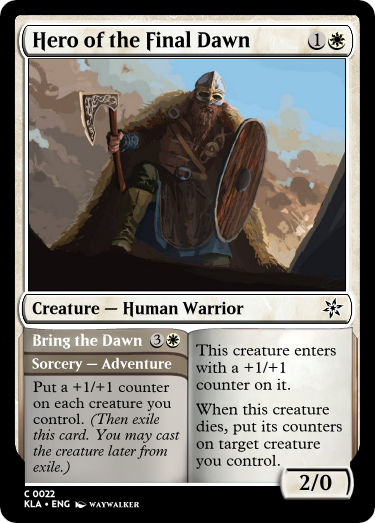 Hero of the Final Dawn 1
Creature — Human Warrior
Bring the Dawn 3
Sorcery — Adventure
Put a +1/+1 counter
on each creature you
control. (Then exile
this card. You may cast
the creature later from
exile.)
This creature enters
with a +1/+1
counter on it.
When this creature
dies, put its counters
on target creature
you control.
2/0
C 0022
KLA • ENG WAYWALKER